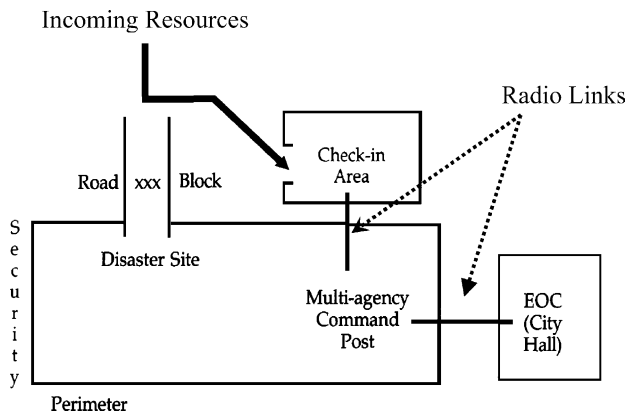 Incoming Resources
Radio Links
Check-in
Area
Road xxx Block
Security
Disaster Site
Multi-agency
Command
Post
EOC
(City
Hall)
Perimeter